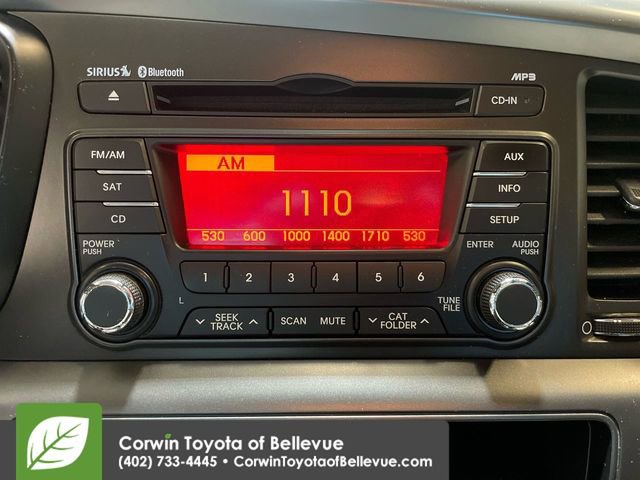 SIRIUS Bluetooth MP3
CD-IN
FM/AM AUX
AM
SAT INFO
1110
CD SETUP
530 600 1000 1400 1710 530
POWER PUSH ENTER AUDIO PUSH
1 2 3 4 5 6
L TUNE FILE
SEEK TRACK SCAN MUTE CAT FOLDER
Corwin Toyota of Bellevue
(402) 733-4445 • CorwinToyotaofBellevue.com